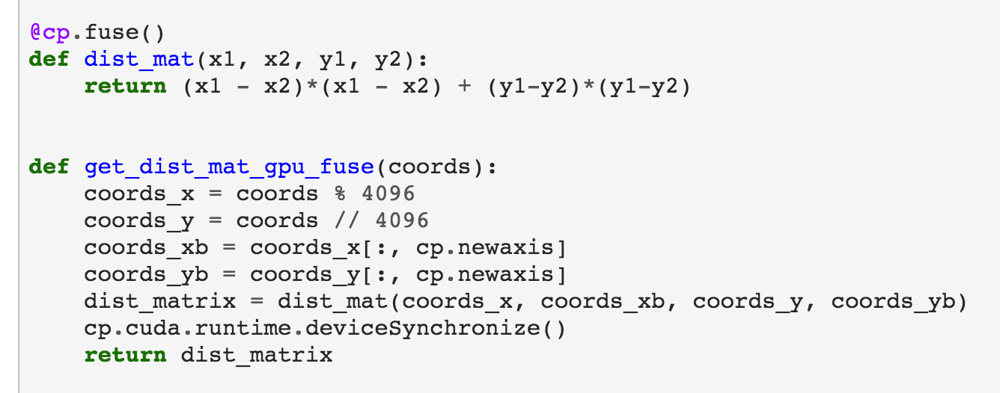 @cp.fuse()
def dist_mat(x1, x2, y1, y2):
    return (x1 - x2)*(x1 - x2) + (y1-y2)*(y1-y2)
def get_dist_mat_gpu_fuse(coords):
    coords_x = coords % 4096
    coords_y = coords // 4096
    coords_xb = coords_x[:, cp.newaxis]
    coords_yb = coords_y[:, cp.newaxis]
    dist_matrix = dist_mat(coords_x, coords_xb, coords_y, coords_yb)
    cp.cuda.runtime.deviceSynchronize()
    return dist_matrix